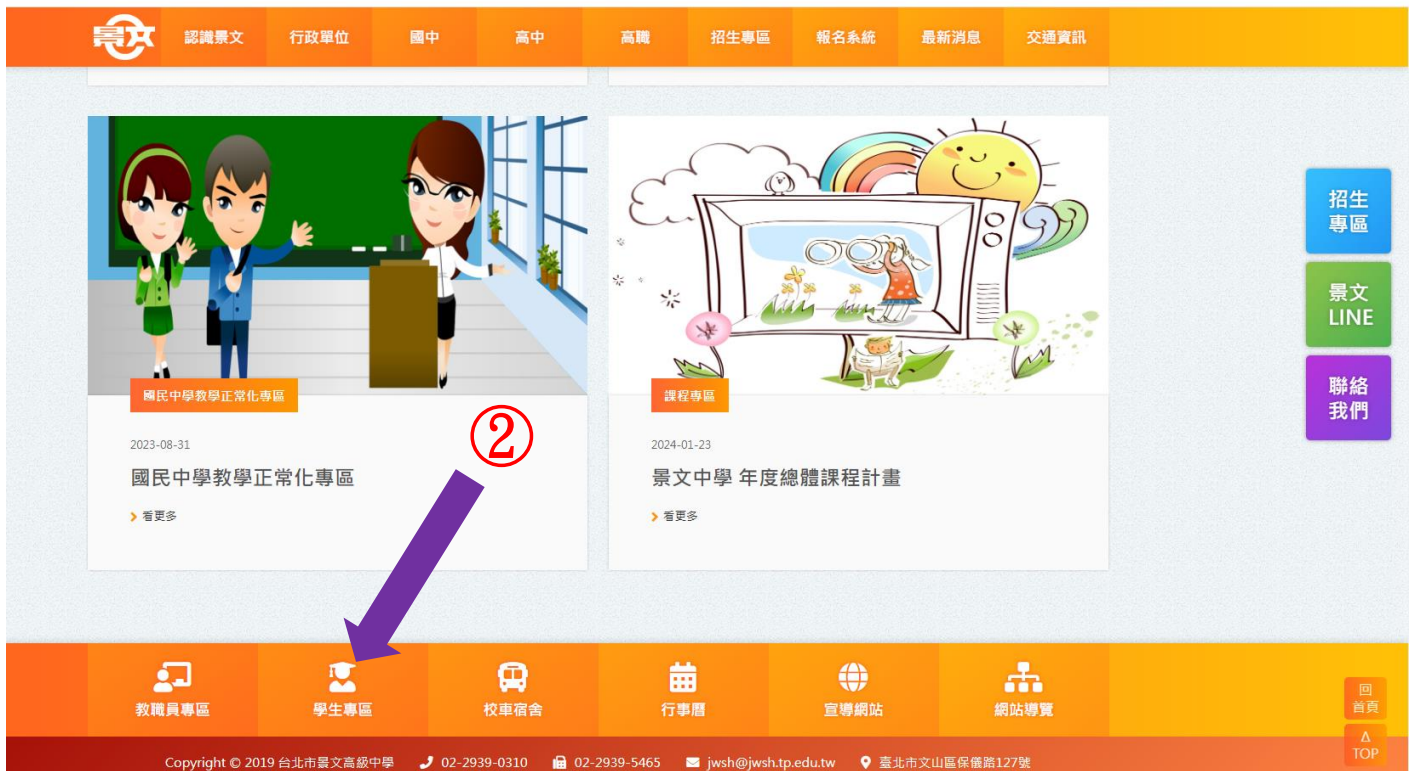 景文
認識景文 行政單位 國中 高中 高職 招生專區 報名系統 最新消息 交通資訊
招生
專區
景文
LINE
聯絡
我們
國民中學教學正常化專區
2023-08-31
國民中學教學正常化專區
看更多
課程專區
2024-01-23
景文中學 年度總體課程計畫
看更多
②
教職員專區 學生專區 校車宿舍 行事曆 宣導網站 網站導覽
回
首頁
Δ
TOP
Copyright © 2019 台北市景文高級中學 02-2939-0310 02-2939-5465 jwsh@jwsh.tp.edu.tw 臺北市文山區保儀路127號